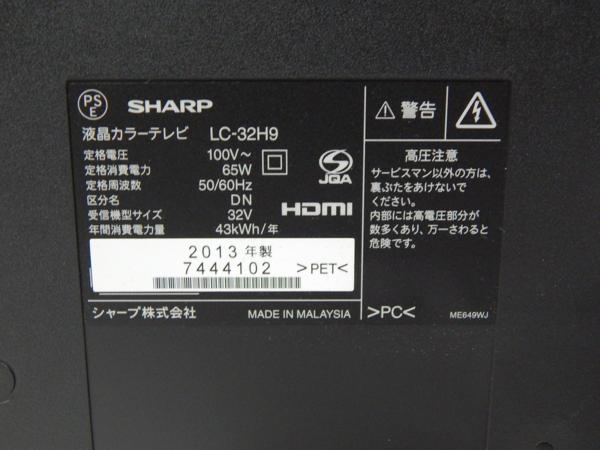 PS
E
SHARP
液晶カラーテレビ LC-32H9
定格電圧 100V～
定格消費電力 65W
定格周波数 50/60Hz
区分名 DN
受信機型サイズ 32V
年間消費電力量 43kWh/年
JQA
HDMI
2013年製
7444102 >PET<
シャープ株式会社 MADE IN MALAYSIA
警告
高圧注意
サービスマン以外の方は、
裏ぶたをあけないで
ください。
内部には高電圧部分が
数多くあり、万一さわると
危険です。
>PC< ME649WJ